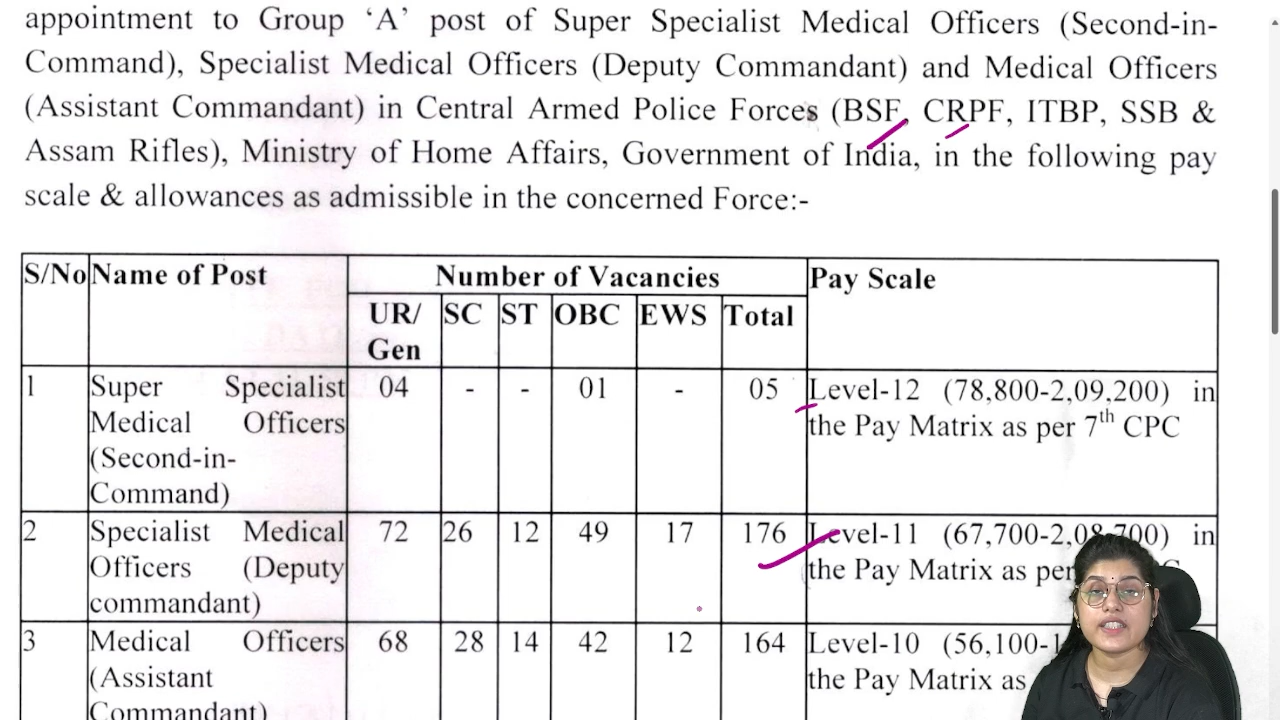 appointment to Group ‘A’ post of Super Specialist Medical Officers (Second-in-
Command), Specialist Medical Officers (Deputy Commandant) and Medical Officers
(Assistant Commandant) in Central Armed Police Forces (BSF, CRPF, ITBP, SSB &
Assam Rifles), Ministry of Home Affairs, Government of India, in the following pay
scale & allowances as admissible in the concerned Force:-
S/No Name of Post Number of Vacancies Pay Scale
UR/ SC ST OBC EWS Total
Gen
1 Super Specialist 04 - - 01 - 05 Level-12 (78,800-2,09,200) in
Medical Officers the Pay Matrix as per 7th CPC
(Second-in-
Command)
2 Specialist Medical 72 26 12 49 17 176 Level-11 (67,700-2,08,700) in
Officers (Deputy the Pay Matrix as per
commandant)
3 Medical Officers 68 28 14 42 12 164 Level-10 (56,100-1
(Assistant the Pay Matrix as
Commandant)